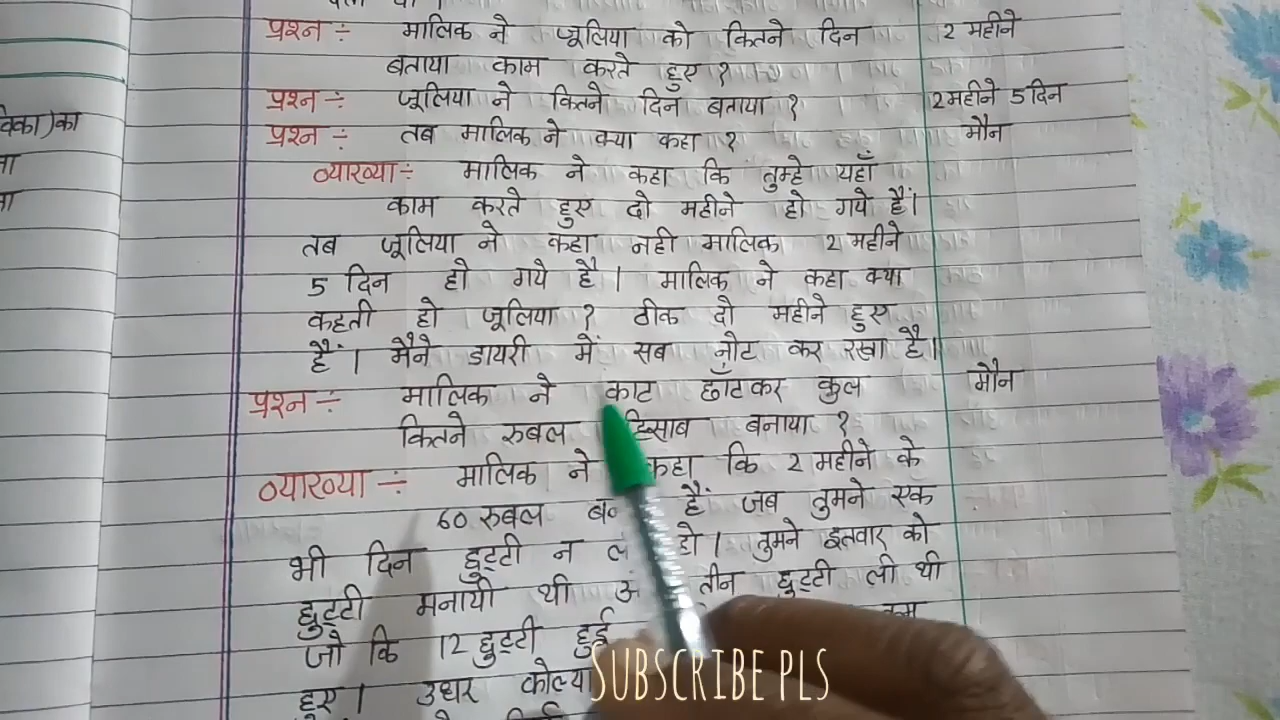 प्रश्न ÷ मालिक ने जूलिया को कितने दिन 2 महीने
बताया काम करते हुए ?
प्रश्न ÷ जूलिया ने कितने दिन बताया ? 2 महीने 5 दिन
प्रश्न ÷ तब मालिक ने क्या कहा ? मौन
व्याख्या ÷ मालिक ने कहा कि तुम्हे यहाँ
काम करते हुए दो महीने हो गये हैं।
तब जूलिया ने कहा नही मालिक 2 महीने
5 दिन हो गये है । मालिक ने कहा क्या
कहती हो जूलिया ? ठीक दो महीने हुए
हैं । मैने डायरी में सब नोट कर रखा है।
प्रश्न ÷ मालिक ने काट छाँटकर कुल मौन
कितने रुबल हिसाब बनाया ?
व्याख्या ÷ मालिक ने कहा कि 2 महीने के
60 रुबल हैं जब तुमने एक
भी दिन छुट्टी न हो । तुमने इतवार को
छुट्टी मनायी थी तीन छुट्टी ली थी
जो कि 12 छुट्टी हुई
हुए । उधर कोल्या
विका) का
SUBSCRIBE PLS